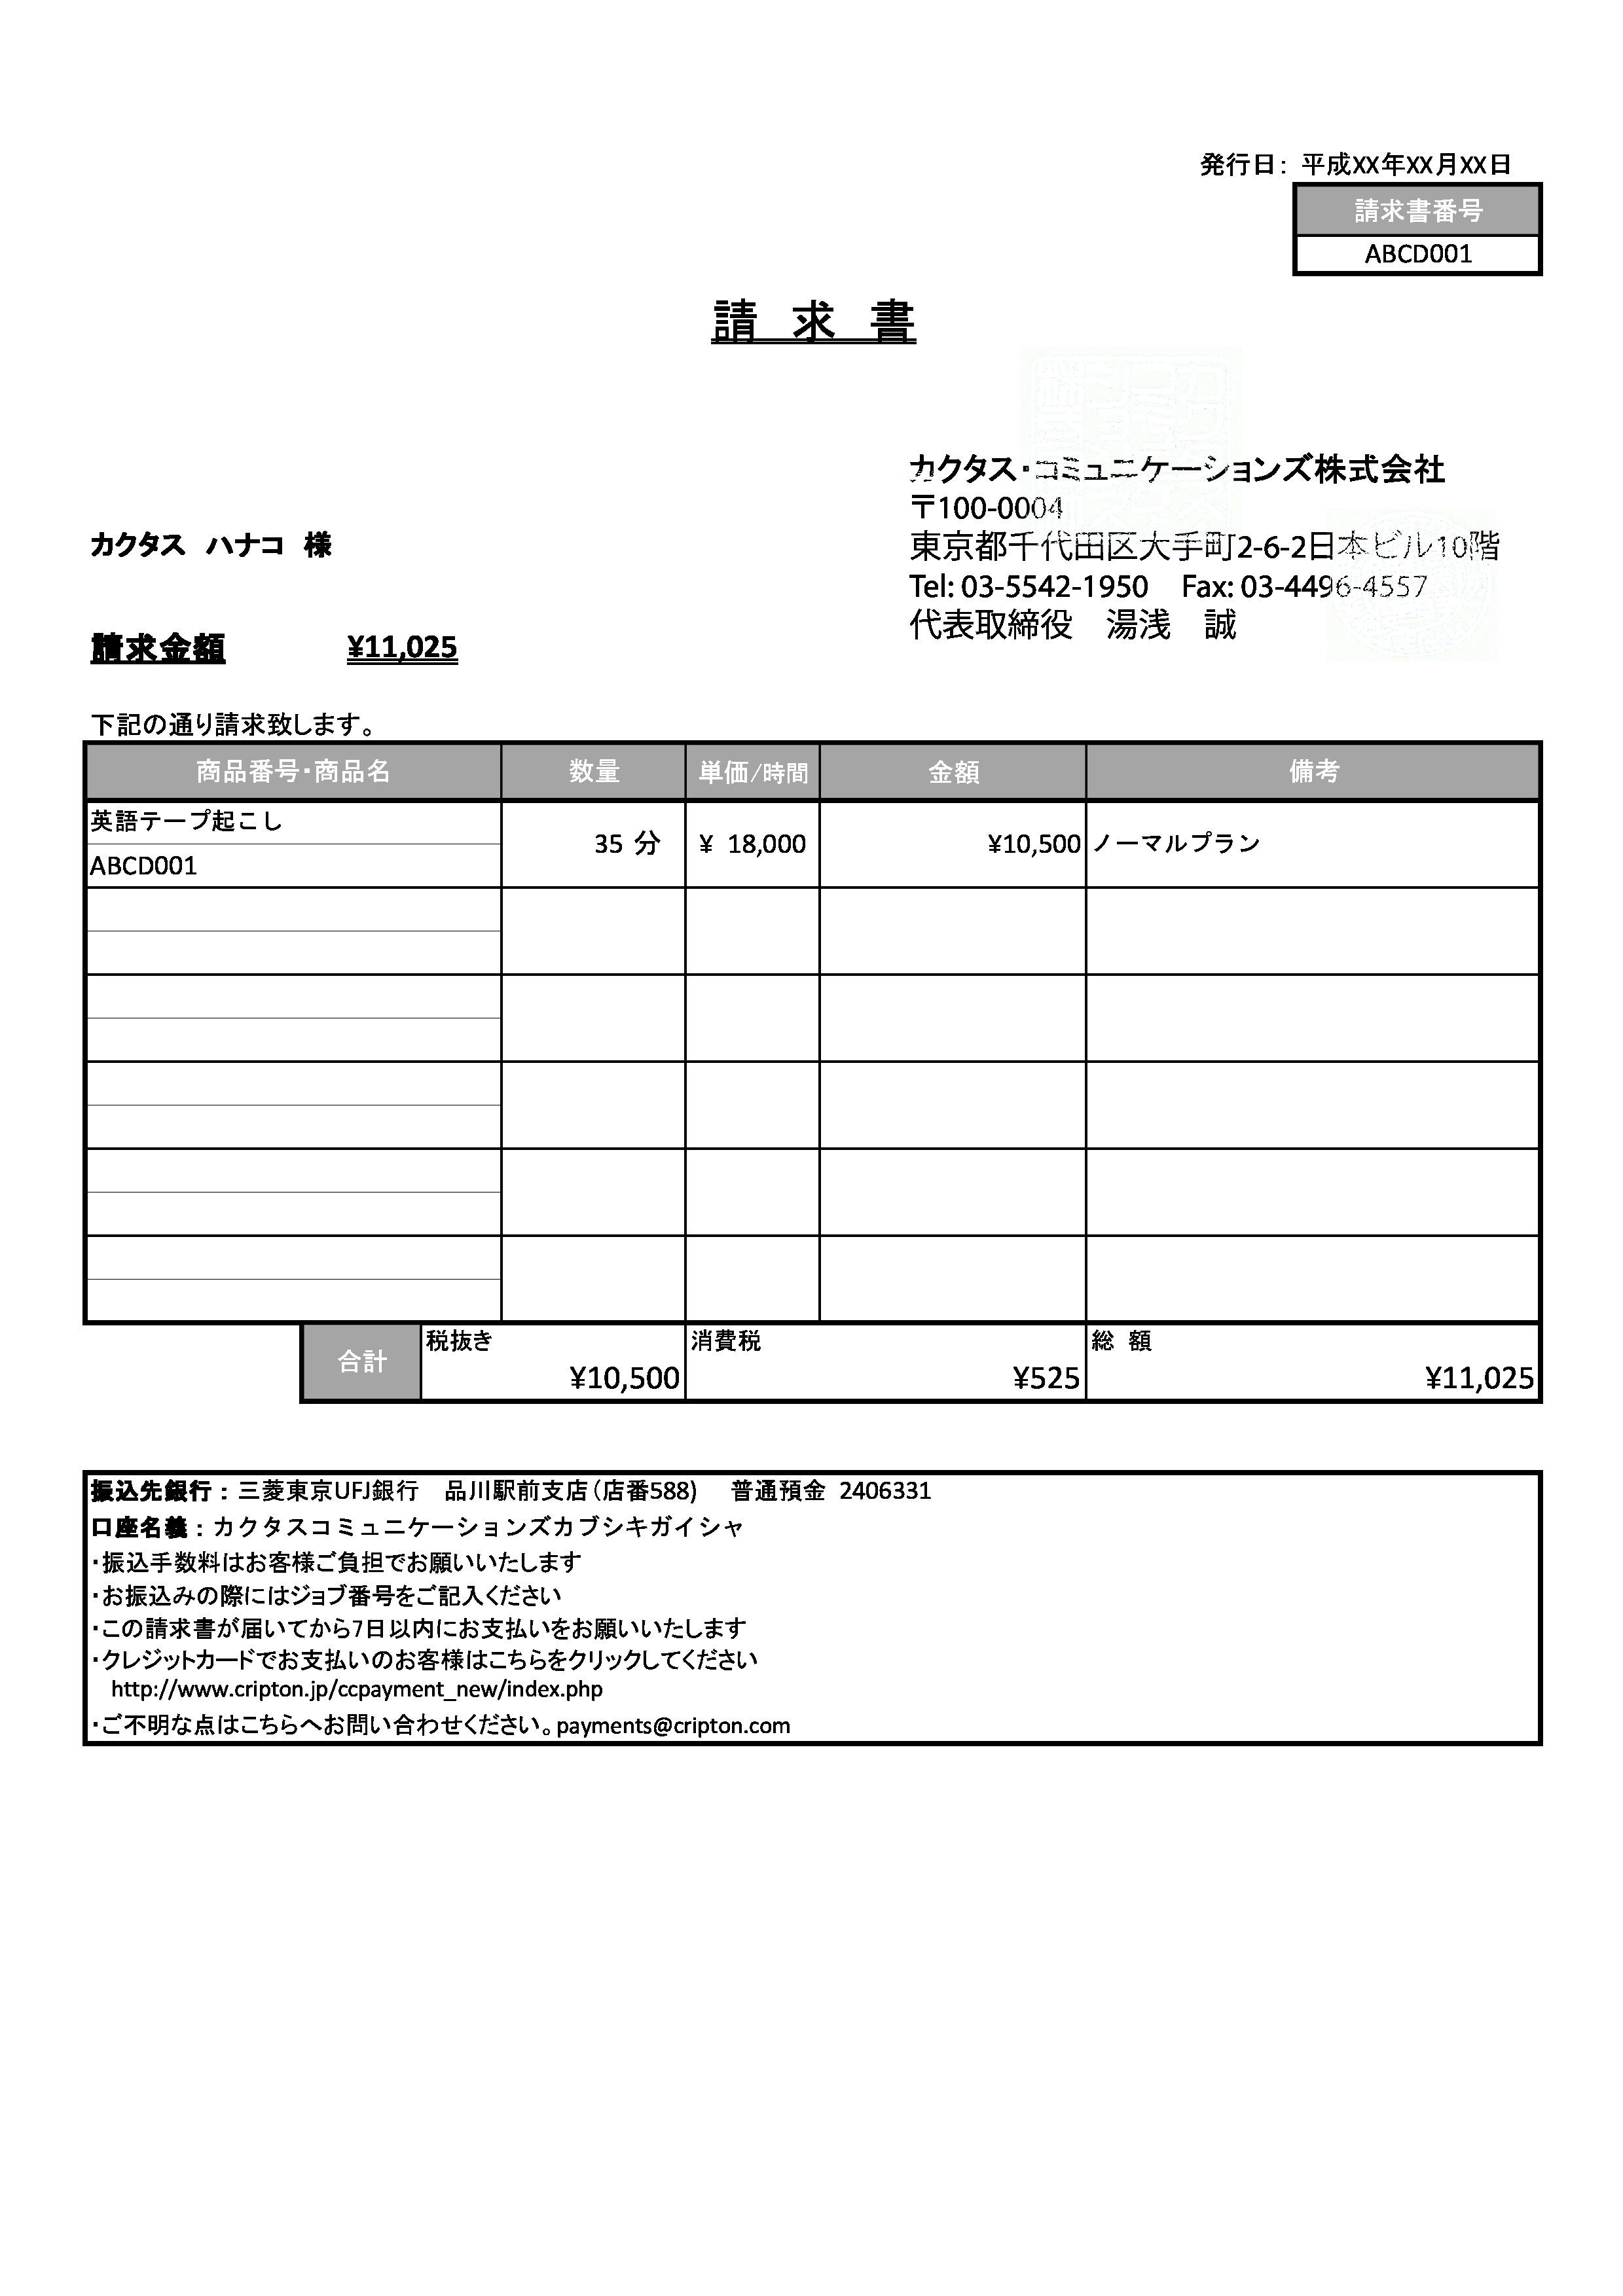 発行日： 平成XX年XX月XX日
請求書番号
ABCD001
請　求　書
カクタス・コミュニケーションズ株式会社
〒100-0004
東京都千代田区大手町2-6-2日本ビル10階
カクタス　ハナコ　様
Tel: 03-5542-1950　Fax: 03-4496-4557
代表取締役　湯浅　誠
請求金額　¥11,025
下記の通り請求致します。
商品番号・商品名　数量　単価/時間　金額　備考
英語テープ起こし
35 分　¥ 18,000　¥10,500　ノーマルプラン
ABCD001
合計　税抜き　消費税　総 額
¥10,500　¥525　¥11,025
振込先銀行： 三菱東京UFJ銀行　品川駅前支店（店番588）　普通預金 2406331
口座名義： カクタスコミュニケーションズカブシキガイシャ
・振込手数料はお客様ご負担でお願いいたします
・お振込みの際にはジョブ番号をご記入ください
・この請求書が届いてから7日以内にお支払いをお願いいたします
・クレジットカードでお支払いのお客様はこちらをクリックしてください
http://www.cripton.jp/ccpayment_new/index.php
・ご不明な点はこちらへお問い合わせください。payments@cripton.com